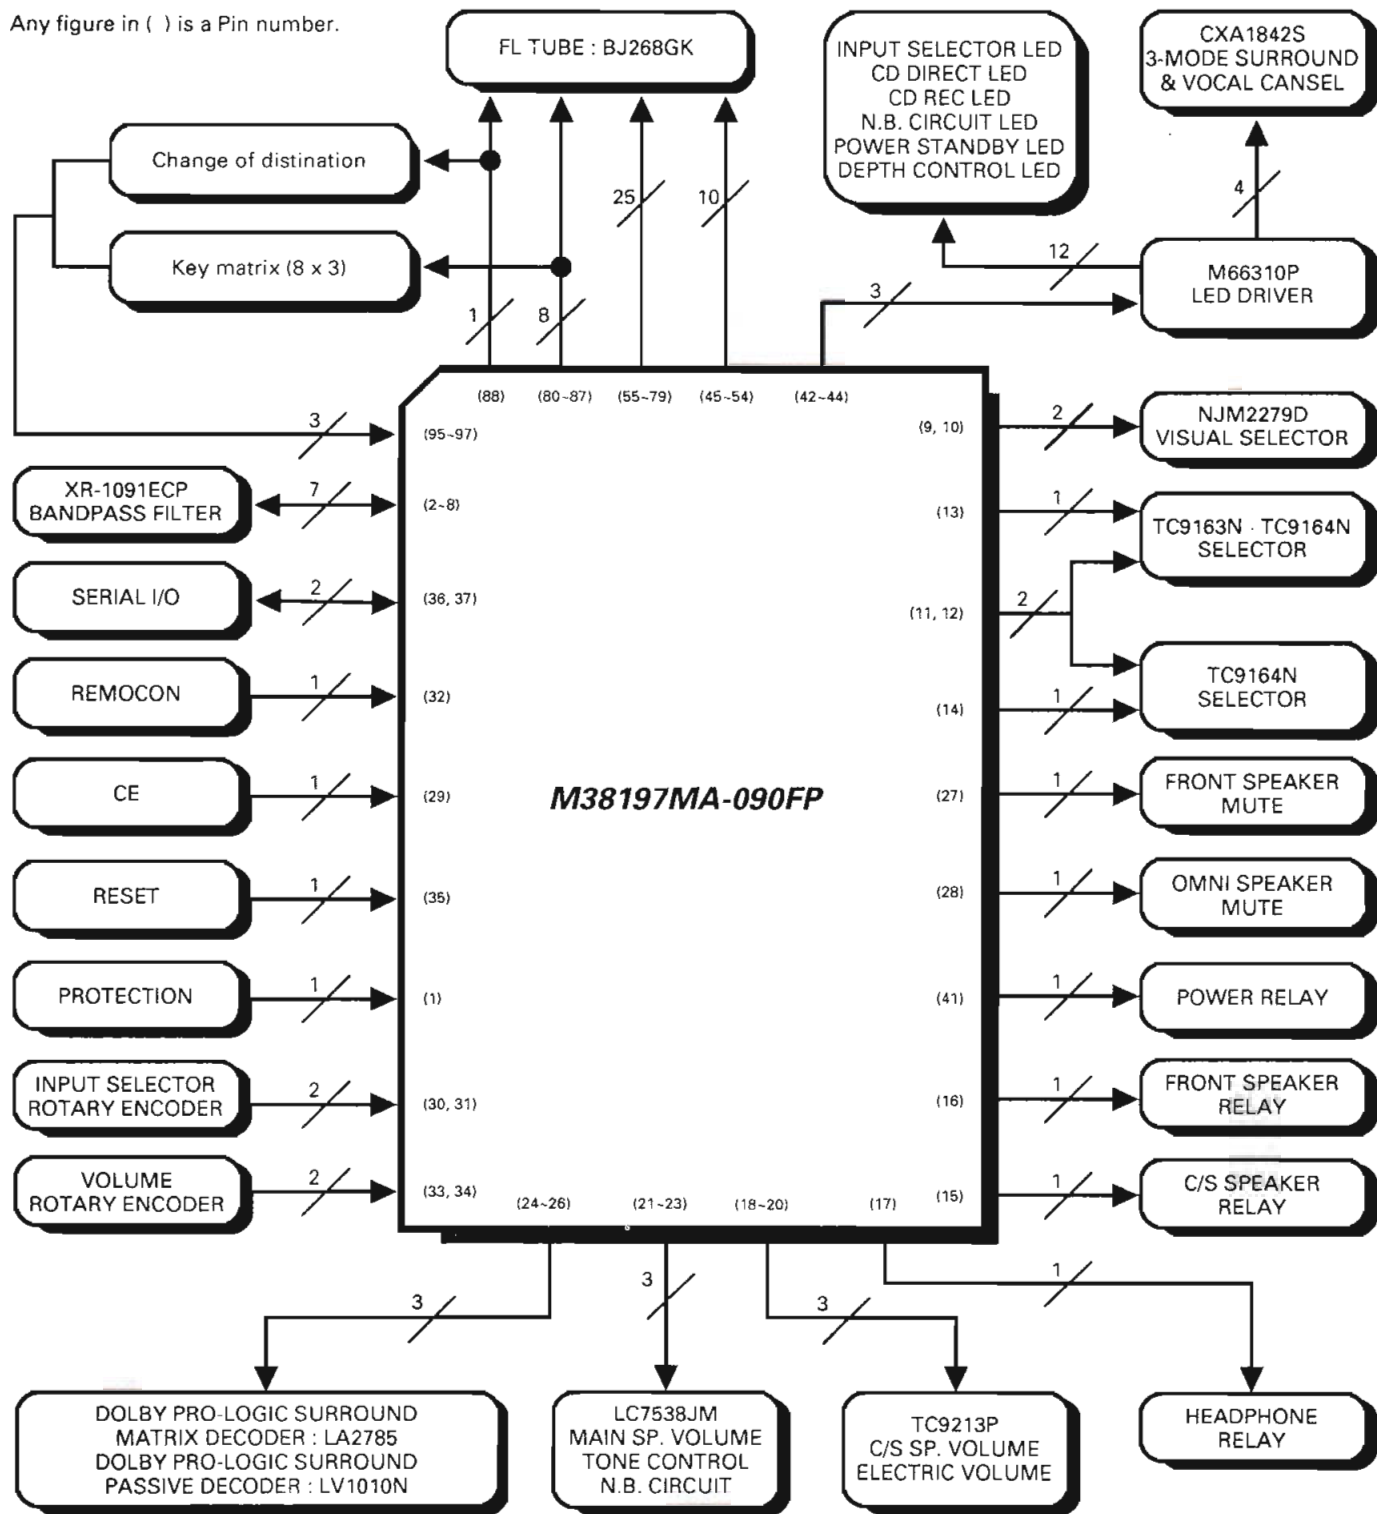 Any figure in ( ) is a Pin number.
FL TUBE : BJ268GK
INPUT SELECTOR LED
CD DIRECT LED
CD REC LED
N.B. CIRCUIT LED
POWER STANDBY LED
DEPTH CONTROL LED
CXA1842S
3-MODE SURROUND
& VOCAL CANSEL
Change of distination
Key matrix (8 x 3)
25
10
4
12
M66310P
LED DRIVER
1
8
3
(88)
(80~87)
(55~79)
(45~54)
(42~44)
3
(95~97)
(9, 10)
2
NJM2279D
VISUAL SELECTOR
XR-1091ECP
BANDPASS FILTER
7
(2~8)
(13)
1
TC9163N · TC9164N
SELECTOR
SERIAL I/O
2
(36, 37)
(11, 12)
2
REMOCON
1
(32)
(14)
1
TC9164N
SELECTOR
CE
1
(29)
M38197MA-090FP
(27)
1
FRONT SPEAKER
MUTE
RESET
1
(35)
(28)
1
OMNI SPEAKER
MUTE
PROTECTION
1
(1)
(41)
1
POWER RELAY
INPUT SELECTOR
ROTARY ENCODER
2
(30, 31)
(16)
1
FRONT SPEAKER
RELAY
VOLUME
ROTARY ENCODER
2
(33, 34)
(15)
1
C/S SPEAKER
RELAY
(24~26)
(21~23)
(18~20)
(17)
3
3
3
1
DOLBY PRO-LOGIC SURROUND
MATRIX DECODER : LA2785
DOLBY PRO-LOGIC SURROUND
PASSIVE DECODER : LV1010N
LC7538JM
MAIN SP. VOLUME
TONE CONTROL
N.B. CIRCUIT
TC9213P
C/S SP. VOLUME
ELECTRIC VOLUME
HEADPHONE
RELAY